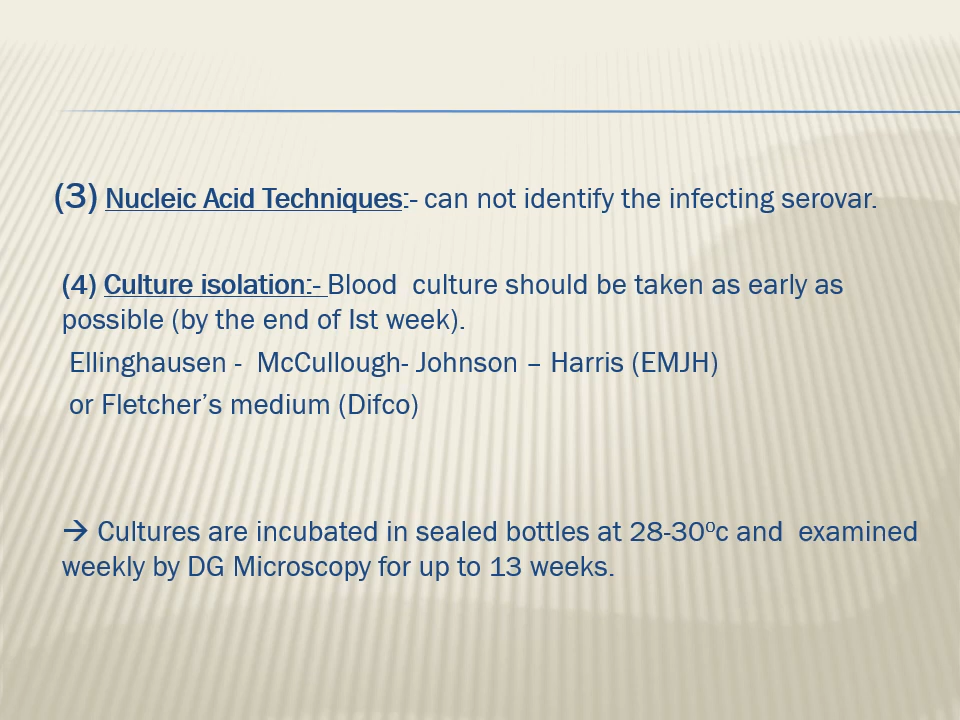 (3) Nucleic Acid Techniques:- can not identify the infecting serovar.
(4) Culture isolation:- Blood  culture should be taken as early as
possible (by the end of Ist week).
Ellinghausen -  McCullough- Johnson – Harris (EMJH)
or Fletcher’s medium (Difco)
→ Cultures are incubated in sealed bottles at 28-30⁰c and  examined
weekly by DG Microscopy for up to 13 weeks.